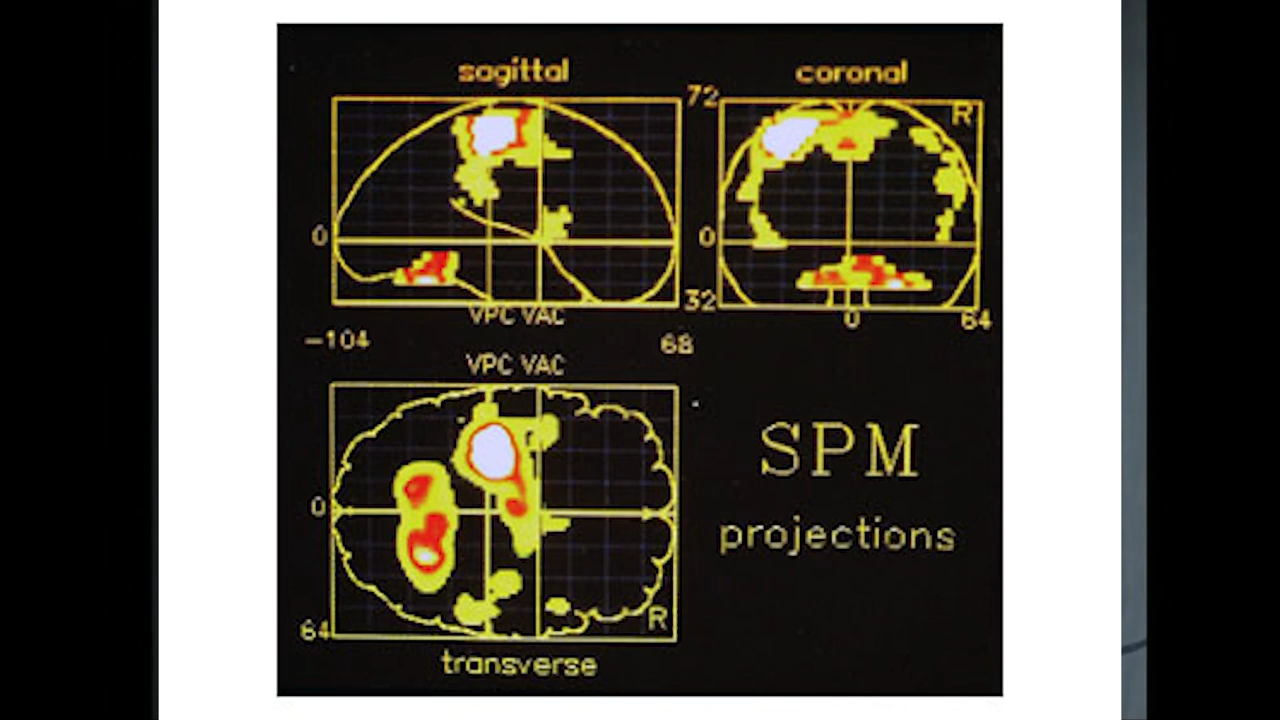 sagittal
coronal
72
R
0
0
32
VPC VAC
0
64
-104
68
VPC VAC
SPM
0
projections
R
64
transverse